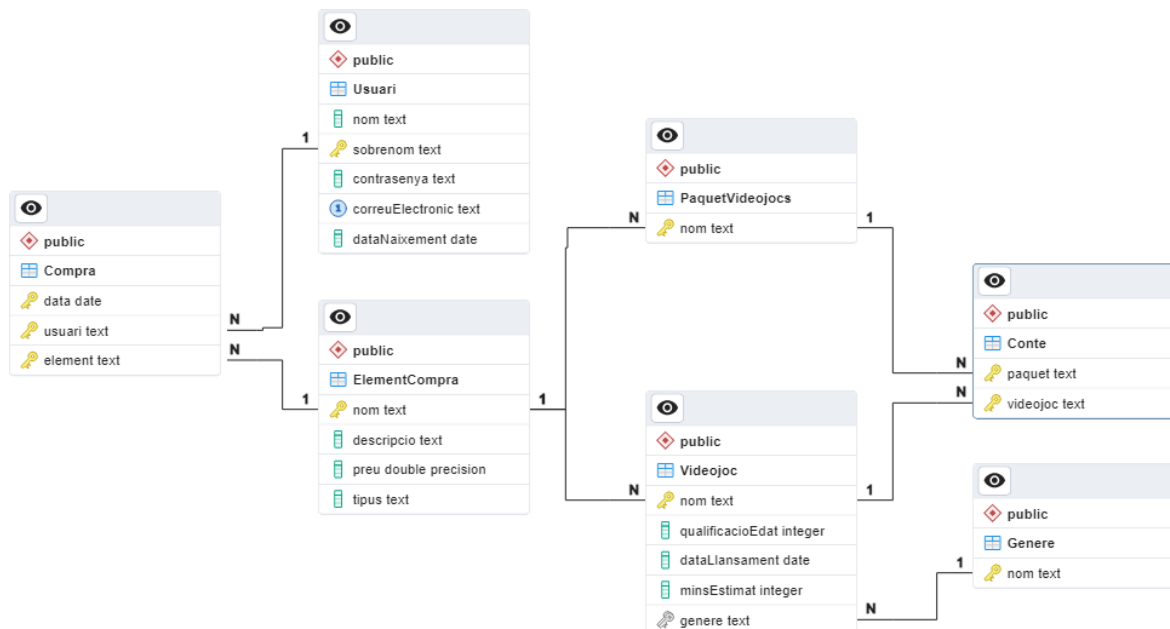 public
Usuari
nom text
sobrenom text
contrasenya text
1 correuElectronic text
dataNaixement date
1
public
Compra
data date
usuari text
element text
N
N
1
public
ElementCompra
nom text
descripcio text
preu double precision
tipus text
1
public
PaquetVideojocs
nom text
N
1
public
Videojoc
nom text
qualificacioEdat integer
dataLlansament date
minsEstimat integer
genere text
N
1
N
public
Conte
paquet text
videojoc text
N
N
public
Genere
nom text
1